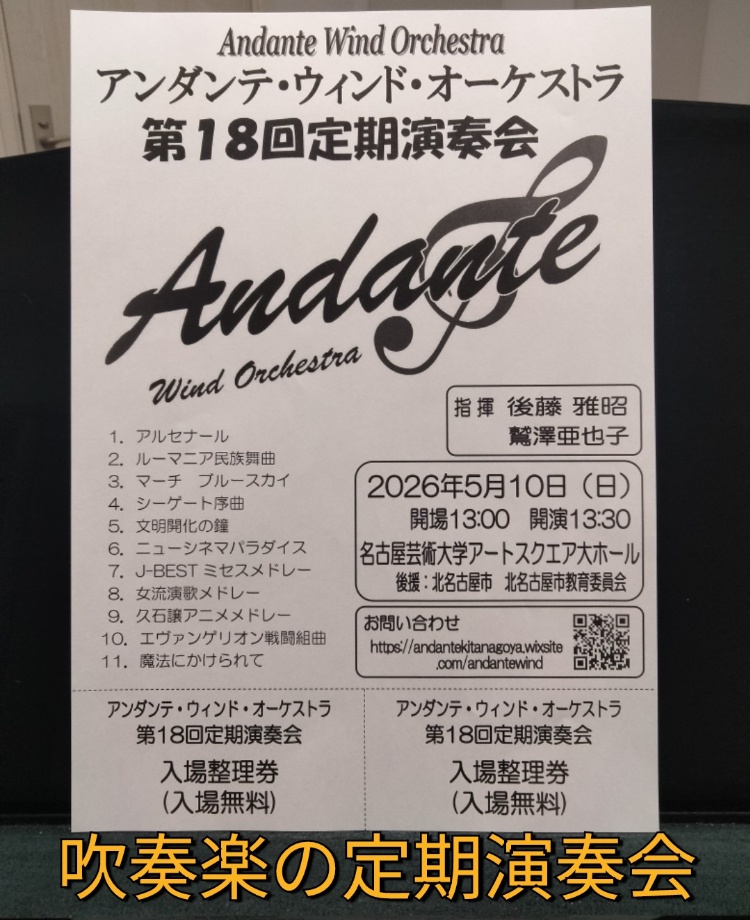 Andante Wind Orchestra
アンダンテ・ウィンド・オーケストラ
第18回定期演奏会
Andante
Wind Orchestra
指揮 後藤 雅昭
鷲澤亜也子
1. アルセナール
2. ルーマニア民族舞曲
3. マーチ ブルースカイ
4. シーゲート序曲
5. 文明開化の鐘
6. ニューシネマパラダイス
7. J-BEST ミセスメドレー
8. 女流演歌メドレー
9. 久石譲アニメメドレー
10. エヴァンゲリオン戦闘組曲
11. 魔法にかけられて
2026年5月10日（日）
開場13:00 開演13:30
名古屋芸術大学アートスクエア大ホール
後援：北名古屋市 北名古屋市教育委員会
お問い合わせ
https://andantekitanagoya.wixsite
.com/andantewind
アンダンテ・ウィンド・オーケストラ
第18回定期演奏会
入場整理券
(入場無料)
アンダンテ・ウィンド・オーケストラ
第18回定期演奏会
入場整理券
(入場無料)
吹奏楽の定期演奏会